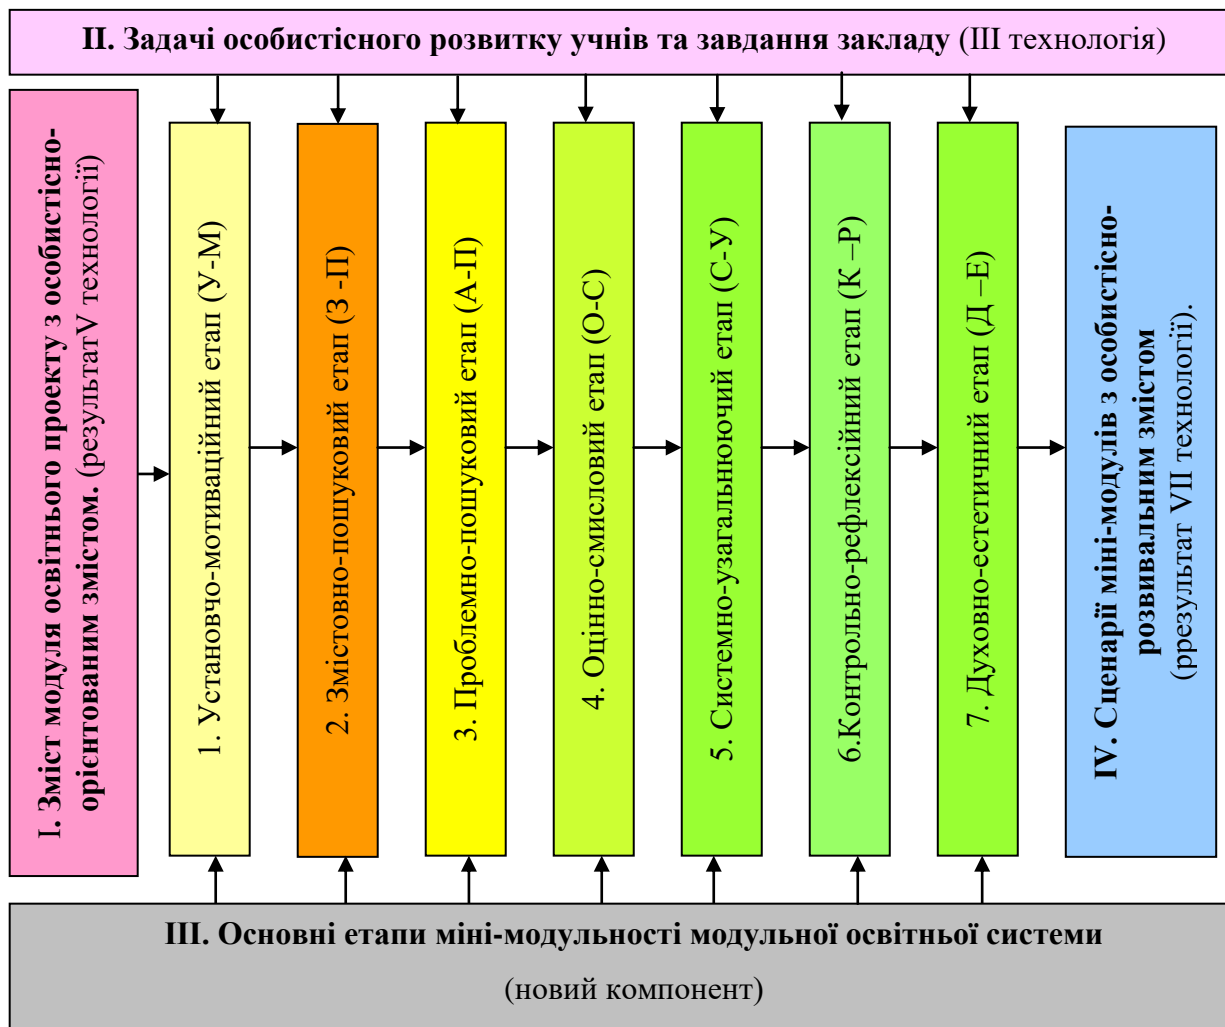 II. Задачі особистісного розвитку учнів та завдання закладу (III технологія)
I. Зміст модуля освітнього проекту з особистісно-
орієнтованим змістом. (результатV технології)
1. Установчо-мотиваційний етап (У-М)
2. Змістовно-пошуковий етап (З -П)
3. Проблемно-пошуковий етап (А-П)
4. Оцінно-смисловий етап (О-С)
5. Системно-узагальнюючий етап (С-У)
6.Контрольно-рефлексійний етап (К –Р)
7. Духовно-естетичний етап (Д –Е)
IV. Сценарії міні-модулів з особистісно-
розвивальним змістом
(ррезультат VII технології).
III. Основні етапи міні-модульності модульної освітньої системи
(новий компонент)